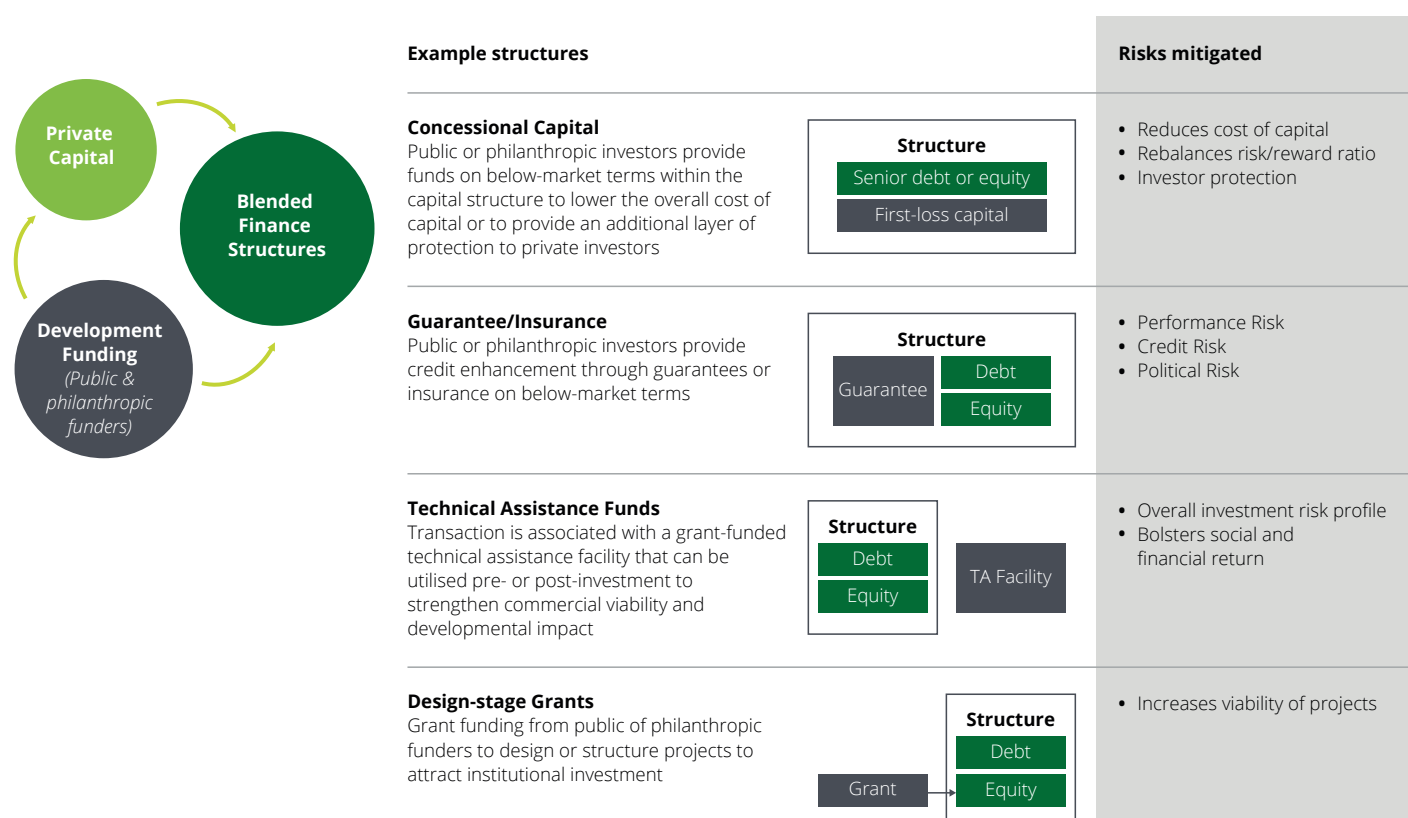 Private
Capital
Blended
Finance
Structures
Development
Funding
(Public &
philanthropic
funders)
Example structures
Risks mitigated
Concessional Capital
Public or philanthropic investors provide
funds on below-market terms within the
capital structure to lower the overall cost of
capital or to provide an additional layer of
protection to private investors
Structure
Senior debt or equity
First-loss capital
• Reduces cost of capital
• Rebalances risk/reward ratio
• Investor protection
Guarantee/Insurance
Public or philanthropic investors provide
credit enhancement through guarantees or
insurance on below-market terms
Structure
Guarantee
Debt
Equity
• Performance Risk
• Credit Risk
• Political Risk
Technical Assistance Funds
Transaction is associated with a grant-funded
technical assistance facility that can be
utilised pre- or post-investment to
strengthen commercial viability and
developmental impact
Structure
Debt
Equity
TA Facility
• Overall investment risk profile
• Bolsters social and
financial return
Design-stage Grants
Grant funding from public of philanthropic
funders to design or structure projects to
attract institutional investment
Grant
Structure
Debt
Equity
• Increases viability of projects